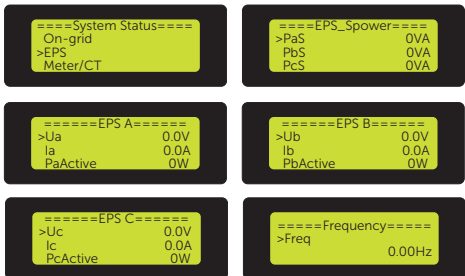 ====System Status====
On-grid
>EPS
Meter/CT
====EPS_Spower====
>PaS 0VA
PbS 0VA
PcS 0VA
======EPS A======
>Ua 0.0V
Ia 0.0A
PaActive 0W
======EPS B======
>Ub 0.0V
Ib 0.0A
PbActive 0W
======EPS C======
>Uc 0.0V
Ic 0.0A
PcActive 0W
=====Frequency=====
>Freq
0.00Hz